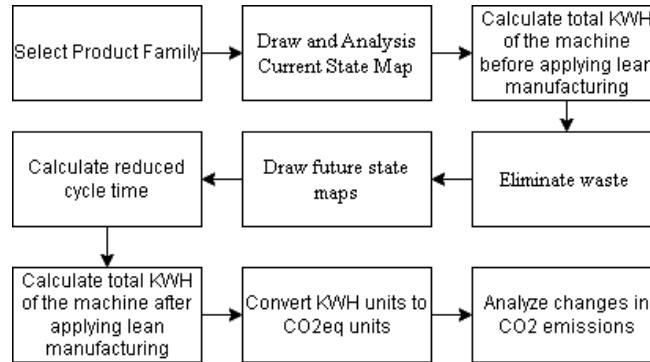 Select Product Family
Draw and Analysis
Current State Map
Calculate total KWH
of the machine
before applying lean
manufacturing
Calculate reduced
cycle time
Draw future state
maps
Eliminate waste
Calculate total KWH
of the machine after
applying lean
manufacturing
Convert KWH units to
CO2eq units
Analyze changes in
CO2 emissions